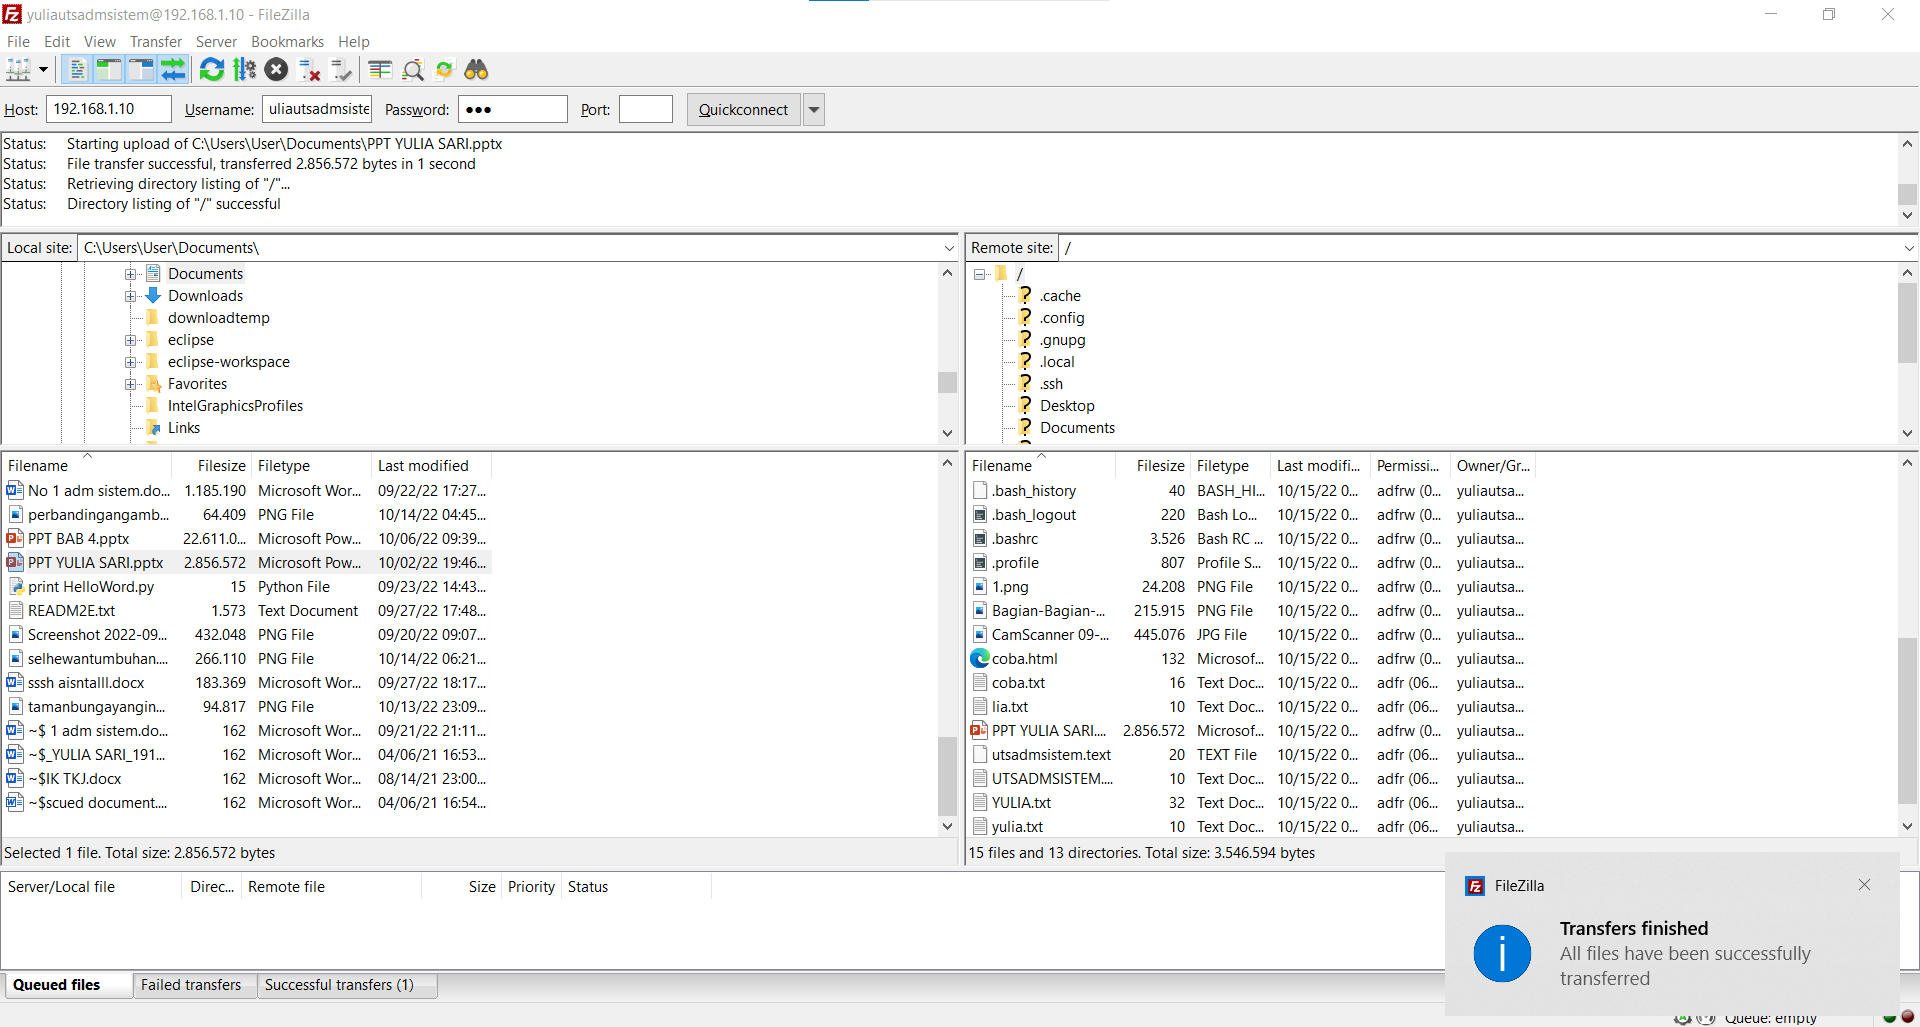 yuliautsadmsistem@192.168.1.10 - FileZilla
File Edit View Transfer Server Bookmarks Help
Host: 192.168.1.10 Username: uliautsadmsiste Password: ●●● Port: Quickconnect
Status: Starting upload of C:\Users\User\Documents\PPT YULIA SARI.pptx
Status: File transfer successful, transferred 2.856.572 bytes in 1 second
Status: Retrieving directory listing of "/"...
Status: Directory listing of "/" successful
Local site: C:\Users\User\Documents\
Documents
Downloads
downloadtemp
eclipse
eclipse-workspace
Favorites
IntelGraphicsProfiles
Links
Remote site: /
/
.cache
.config
.gnupg
.local
.ssh
Desktop
Documents
Filename Filesize Filetype Last modified
No 1 adm sistem.do... 1.185.190 Microsoft Wor... 09/22/22 17:27...
perbandingangamb... 64.409 PNG File 10/14/22 04:45...
PPT BAB 4.pptx 22.611.0... Microsoft Pow... 10/06/22 09:39...
PPT YULIA SARI.pptx 2.856.572 Microsoft Pow... 10/02/22 19:46...
print HelloWord.py 15 Python File 09/23/22 14:43...
READM2E.txt 1.573 Text Document 09/27/22 17:48...
Screenshot 2022-09... 432.048 PNG File 09/20/22 09:07...
selhewantumbuhan.... 266.110 PNG File 10/14/22 06:21...
sssh aisntalll.docx 183.369 Microsoft Wor... 09/27/22 18:17...
tamanbungayangin... 94.817 PNG File 10/13/22 23:09...
~$ 1 adm sistem.do... 162 Microsoft Wor... 09/21/22 21:11...
~$_YULIA SARI_191... 162 Microsoft Wor... 04/06/21 16:53...
~$IK TKJ.docx 162 Microsoft Wor... 08/14/21 23:00...
~$scued document.... 162 Microsoft Wor... 04/06/21 16:54...
Selected 1 file. Total size: 2.856.572 bytes
Filename Filesize Filetype Last modifi... Permissi... Owner/Gr...
.bash_history 40 BASH_HI... 10/15/22 0... adfrw (0... yuliautsa...
.bash_logout 220 Bash Lo... 10/15/22 0... adfrw (0... yuliautsa...
.bashrc 3.526 Bash RC ... 10/15/22 0... adfrw (0... yuliautsa...
.profile 807 Profile S... 10/15/22 0... adfrw (0... yuliautsa...
1.png 24.208 PNG File 10/15/22 0... adfrw (0... yuliautsa...
Bagian-Bagian-... 215.915 PNG File 10/15/22 0... adfrw (0... yuliautsa...
CamScanner 09-... 445.076 JPG File 10/15/22 0... adfrw (0... yuliautsa...
coba.html 132 Microsof... 10/15/22 0... adfrw (0... yuliautsa...
coba.txt 16 Text Doc... 10/15/22 0... adfr (06... yuliautsa...
lia.txt 10 Text Doc... 10/15/22 0... adfr (06... yuliautsa...
PPT YULIA SARI.... 2.856.572 Microsof... 10/15/22 0... adfrw (0... yuliautsa...
utsadmsistem.text 20 TEXT File 10/15/22 0... adfr (06... yuliautsa...
UTSADMSISTEM.... 10 Text Doc... 10/15/22 0... adfr (06... yuliautsa...
YULIA.txt 32 Text Doc... 10/15/22 0... adfr (06... yuliautsa...
yulia.txt 10 Text Doc... 10/15/22 0... adfr (06... yuliautsa...
15 files and 13 directories. Total size: 3.546.594 bytes
Server/Local file Direc... Remote file Size Priority Status
FileZilla
Transfers finished
All files have been successfully
transferred
Queued files Failed transfers Successful transfers (1)
Queue: empty